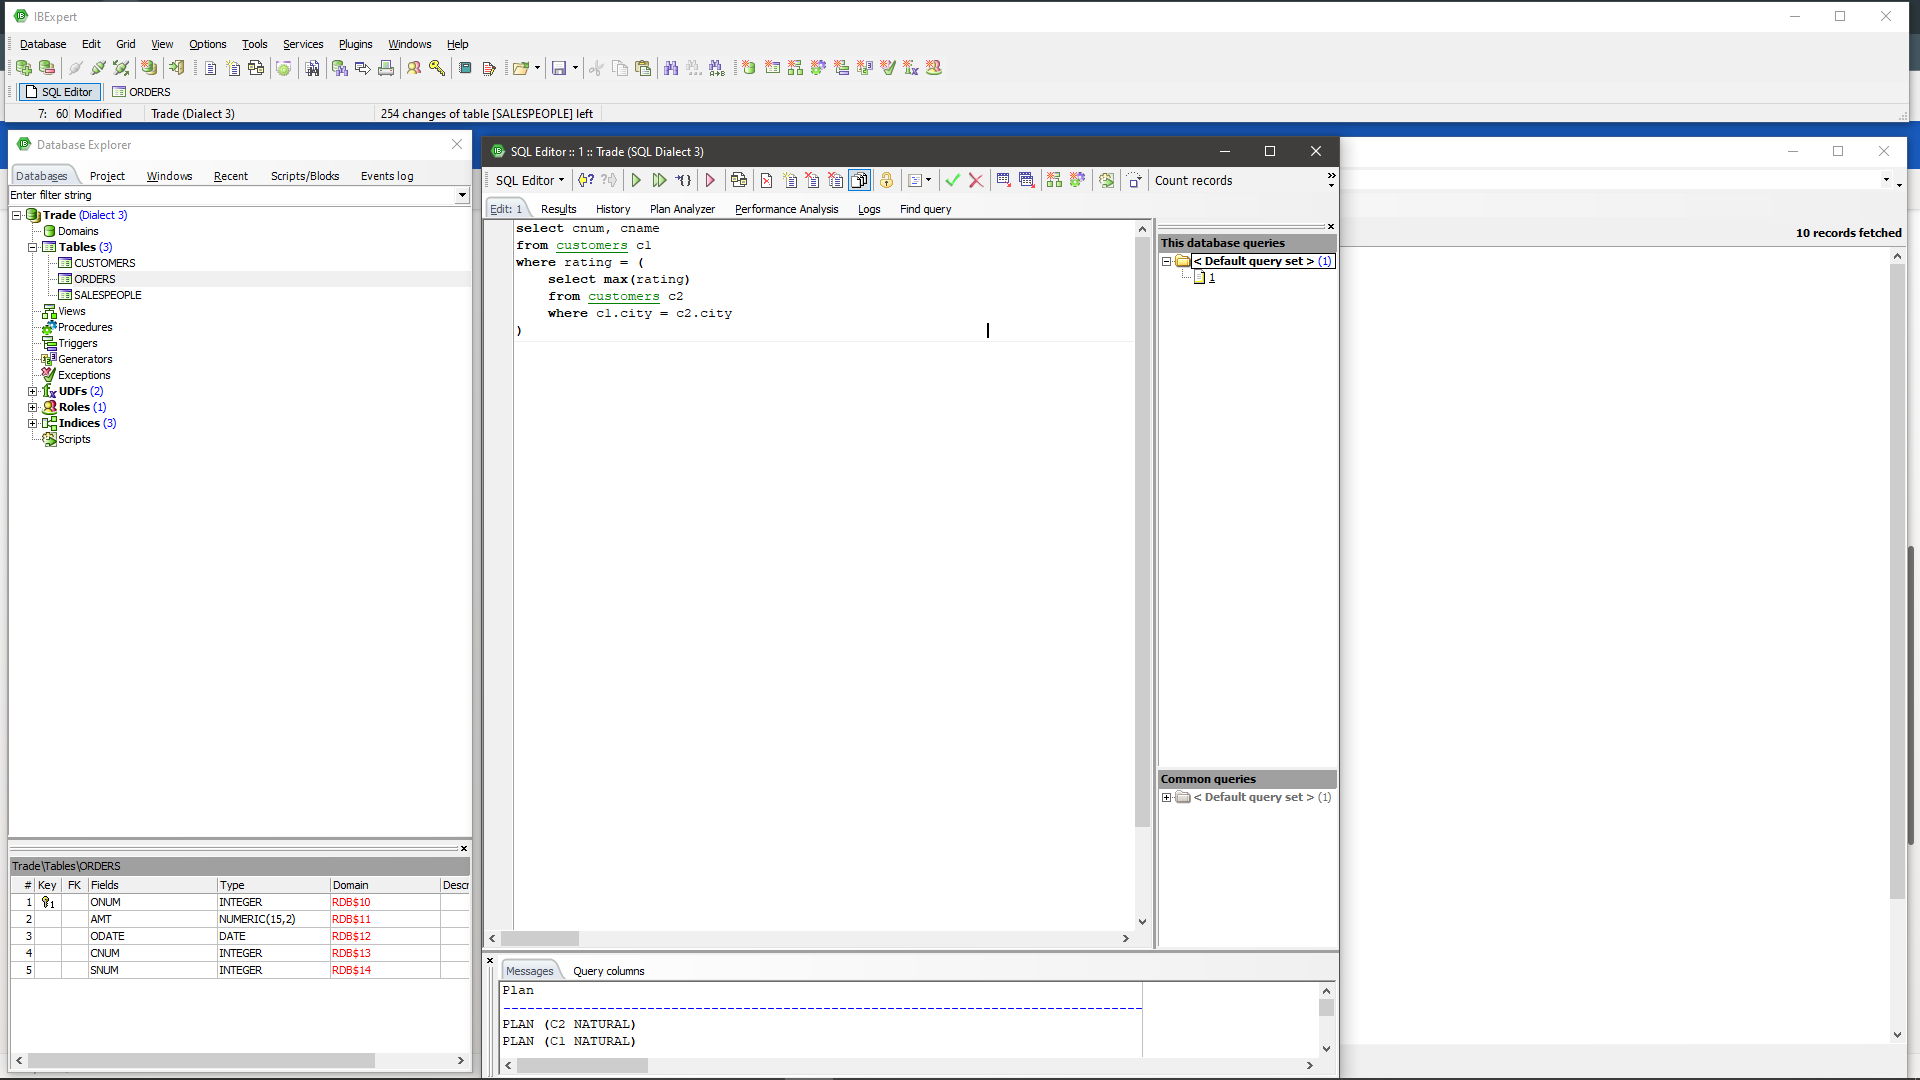 IBExpert
Database Edit Grid View Options Tools Services Plugins Windows Help
SQL Editor ORDERS
7: 60 Modified Trade (Dialect 3) 254 changes of table [SALESPEOPLE] left
Database Explorer
Databases Project Windows Recent Scripts/Blocks Events log
Enter filter string
Trade (Dialect 3)
Domains
Tables (3)
CUSTOMERS
ORDERS
SALESPEOPLE
Views
Procedures
Triggers
Generators
Exceptions
UDFs (2)
Roles (1)
Indices (3)
Scripts
Trade\Tables\ORDERS
# Key FK Fields Type Domain Descr
1 1 ONUM INTEGER RDB$10
2 AMT NUMERIC(15,2) RDB$11
3 ODATE DATE RDB$12
4 CNUM INTEGER RDB$13
5 SNUM INTEGER RDB$14
SQL Editor :: 1 :: Trade (SQL Dialect 3)
SQL Editor Count records
Edit: 1 Results History Plan Analyzer Performance Analysis Logs Find query
select cnum, cname
from customers c1
where rating = (
select max(rating)
from customers c2
where c1.city = c2.city
)
This database queries
< Default query set > (1)
1
Common queries
< Default query set > (1)
Messages Query columns
Plan
--------------------------------------------------------------------------------
PLAN (C2 NATURAL)
PLAN (C1 NATURAL)
10 records fetched